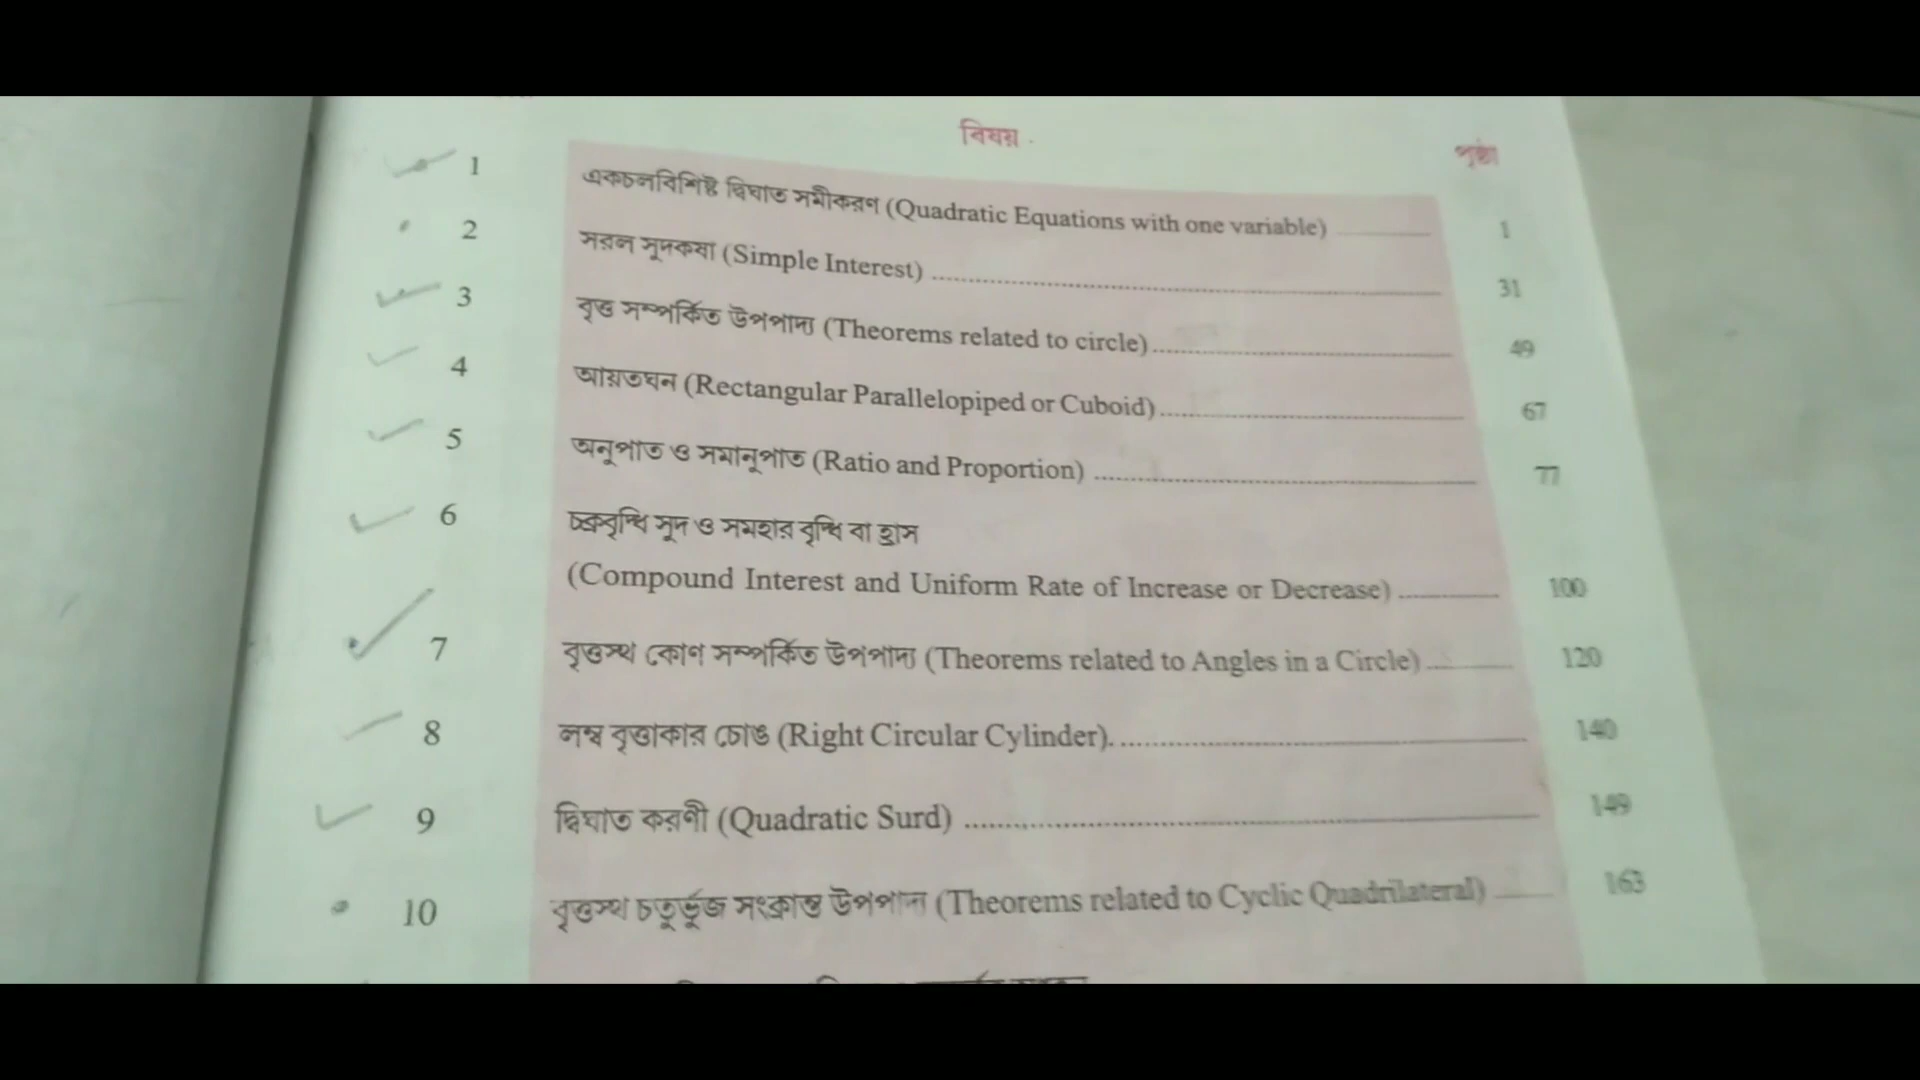 বিষয়
পৃষ্ঠা
1 একচলবিশিষ্ট দ্বিঘাত সমীকরণ (Quadratic Equations with one variable) 1
2 সরল সুদকষা (Simple Interest) 31
3 বৃত্ত সম্পর্কিত উপপাদ্য (Theorems related to circle) 49
4 আয়তঘন (Rectangular Parallelopiped or Cuboid) 67
5 অনুপাত ও সমানুপাত (Ratio and Proportion) 77
6 চক্রবৃদ্ধি সুদ ও সমহার বৃদ্ধি বা হ্রাস
(Compound Interest and Uniform Rate of Increase or Decrease) 100
7 বৃত্তস্থ কোণ সম্পর্কিত উপপাদ্য (Theorems related to Angles in a Circle) 120
8 লম্ব বৃত্তাকার চোঙ (Right Circular Cylinder). 140
9 দ্বিঘাত করণী (Quadratic Surd) 149
10 বৃত্তস্থ চতুর্ভুজ সংক্রান্ত উপপাদ্য (Theorems related to Cyclic Quadrilateral) 163